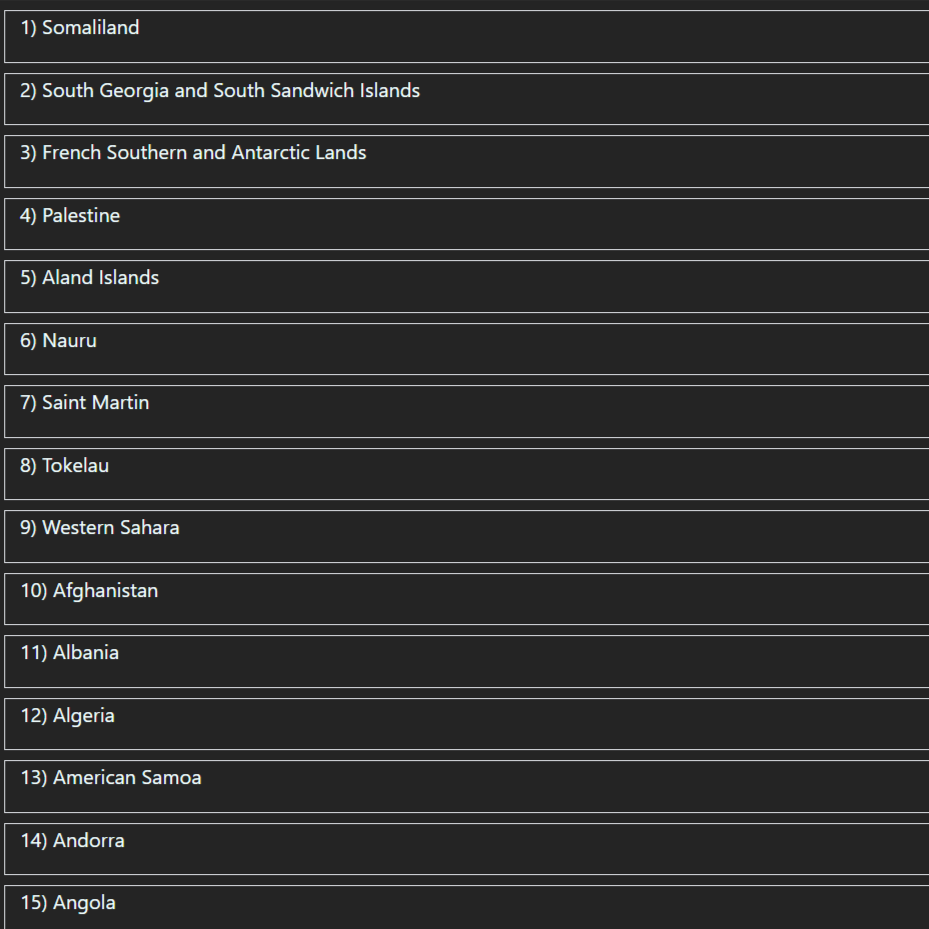 1) Somaliland
2) South Georgia and South Sandwich Islands
3) French Southern and Antarctic Lands
4) Palestine
5) Aland Islands
6) Nauru
7) Saint Martin
8) Tokelau
9) Western Sahara
10) Afghanistan
11) Albania
12) Algeria
13) American Samoa
14) Andorra
15) Angola